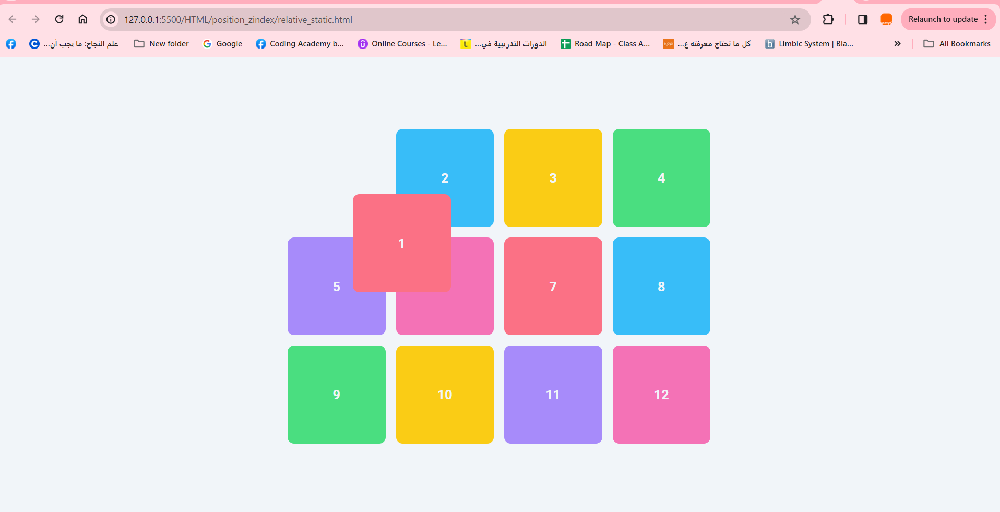 127.0.0.1:5500/HTML/position_zindex/relative_static.html
Relaunch to update
علم النجاح: ما يجب أن...
New folder
Google
Coding Academy b...
Online Courses - Le...
الدورات التدريبية في...
Road Map - Class A...
كل ما تحتاج معرفته ع...
Limbic System | Bla...
All Bookmarks
2
3
4
1
5
7
8
9
10
11
12